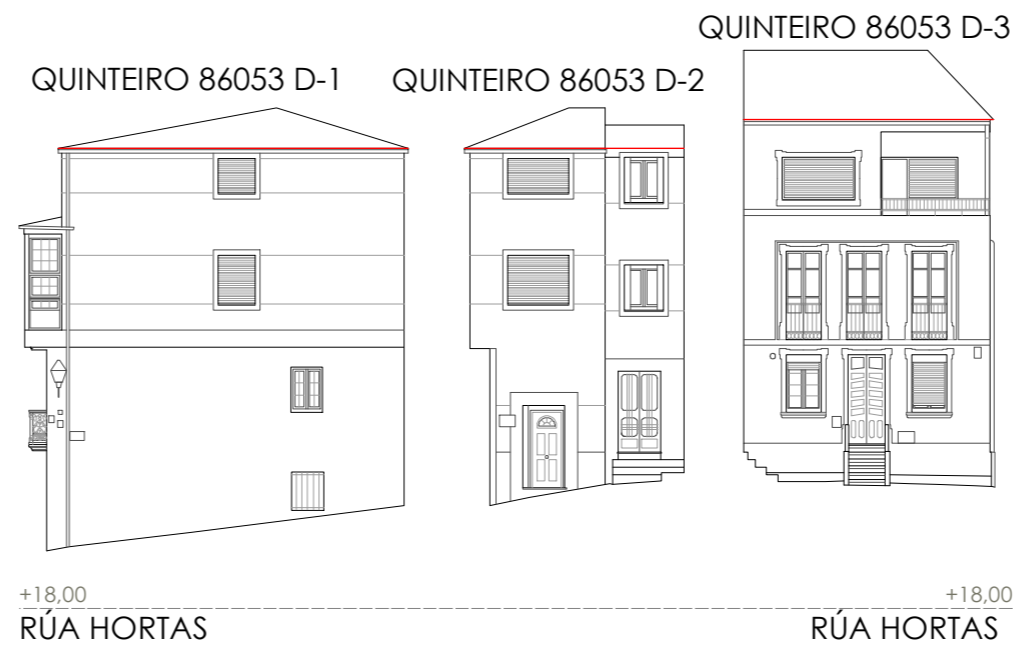 QUINTEIRO 86053 D-3
QUINTEIRO 86053 D-1
QUINTEIRO 86053 D-2
+18,00
+18,00
RÚA HORTAS
RÚA HORTAS